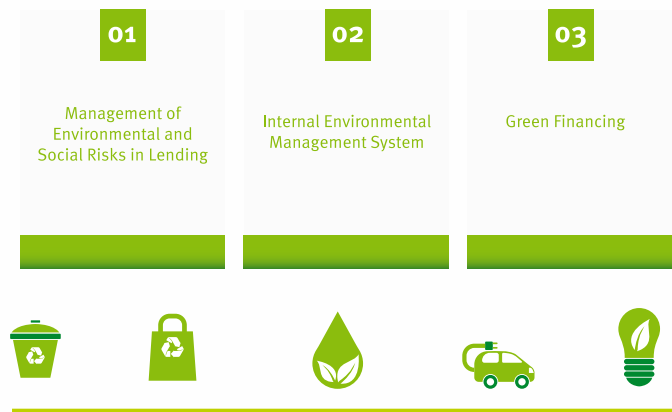 01
Management of
Environmental and
Social Risks in Lending
02
Internal Environmental
Management System
03
Green Financing